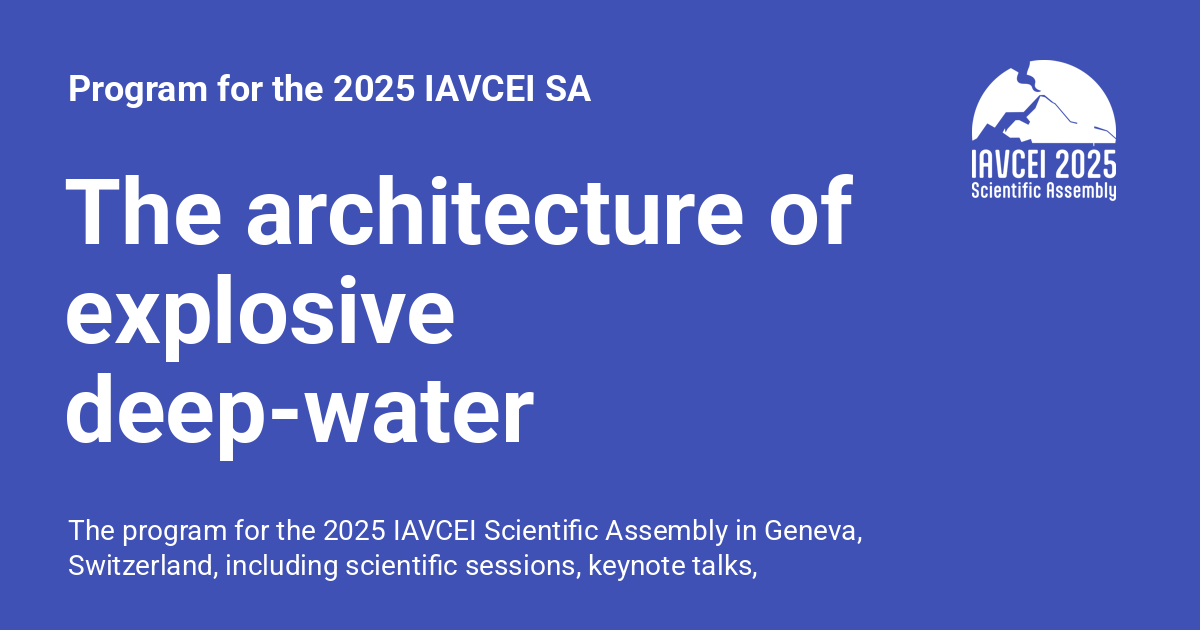 Program for the 2025 IAVCEI SA
IAVCEI 2025
Scientific Assembly
The architecture of
explosive
deep-water
The program for the 2025 IAVCEI Scientific Assembly in Geneva,
Switzerland, including scientific sessions, keynote talks,